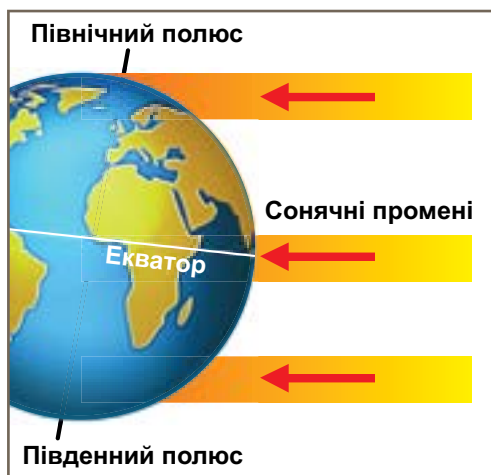 Північний полюс
Сонячні промені
Екватор
Південний полюс